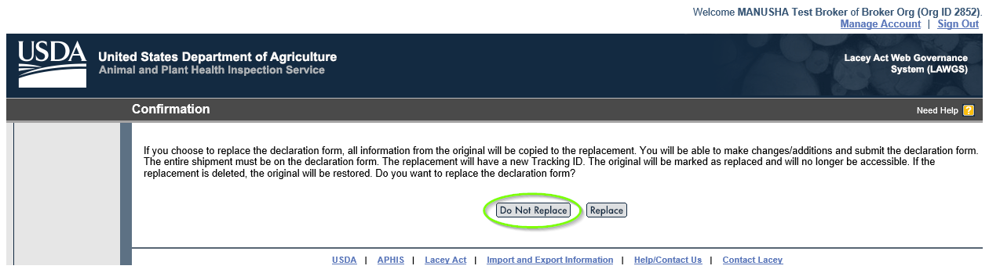 Welcome MANUSHA Test Broker of Broker Org (Org ID 2852).
Manage Account | Sign Out
USDA
United States Department of Agriculture
Animal and Plant Health Inspection Service
Lacey Act Web Governance
System (LAWGS)
Confirmation
Need Help ?
If you choose to replace the declaration form, all information from the original will be copied to the replacement. You will be able to make changes/additions and submit the declaration form.
The entire shipment must be on the declaration form. The replacement will have a new Tracking ID. The original will be marked as replaced and will no longer be accessible. If the
replacement is deleted, the original will be restored. Do you want to replace the declaration form?
Do Not Replace Replace
USDA | APHIS | Lacey Act | Import and Export Information | Help/Contact Us | Contact Lacey